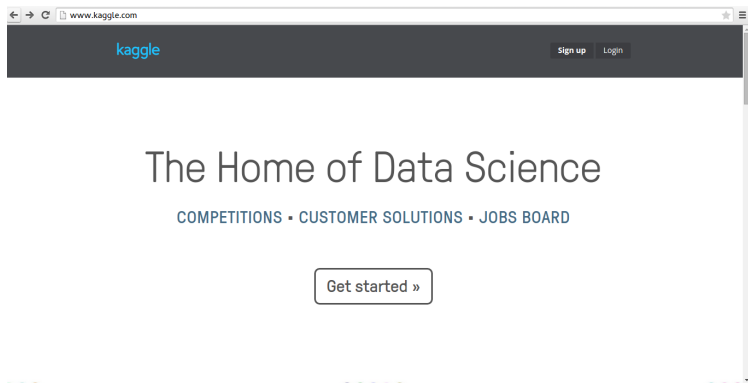 www.kaggle.com
kaggle
Sign up Login
The Home of Data Science
COMPETITIONS • CUSTOMER SOLUTIONS • JOBS BOARD
Get started »